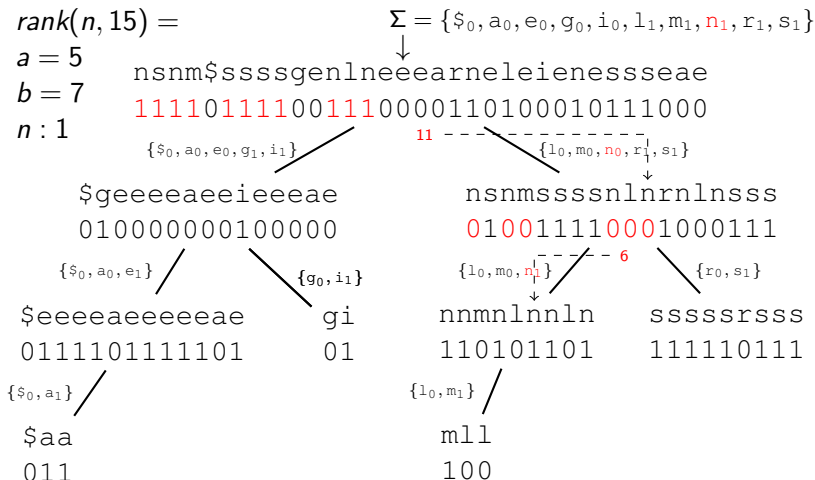 rank(n, 15) =
a = 5
b = 7
n : 1
Σ = {$₀, a₀, e₀, g₀, i₀, l₁, m₁, n₁, r₁, s₁}
nsnm$ssssgenlneeearneleienessseae
111101111001110000110100010111000
11
{$₀, a₀, e₀, g₁, i₁}
{l₀, m₀, n₀, r₁, s₁}
$geeeeaeeieeeae
010000000100000
nsnmssssnlnrnlnsss
010011110001000111
6
{$₀, a₀, e₁}
{g₀, i₁}
{l₀, m₀, n₁}
{r₀, s₁}
$eeeeaeeeeeae
0111101111101
gi
01
nnmnlnnln
110101101
sssssrsss
111110111
{$₀, a₁}
{l₀, m₁}
$aa
011
mll
100